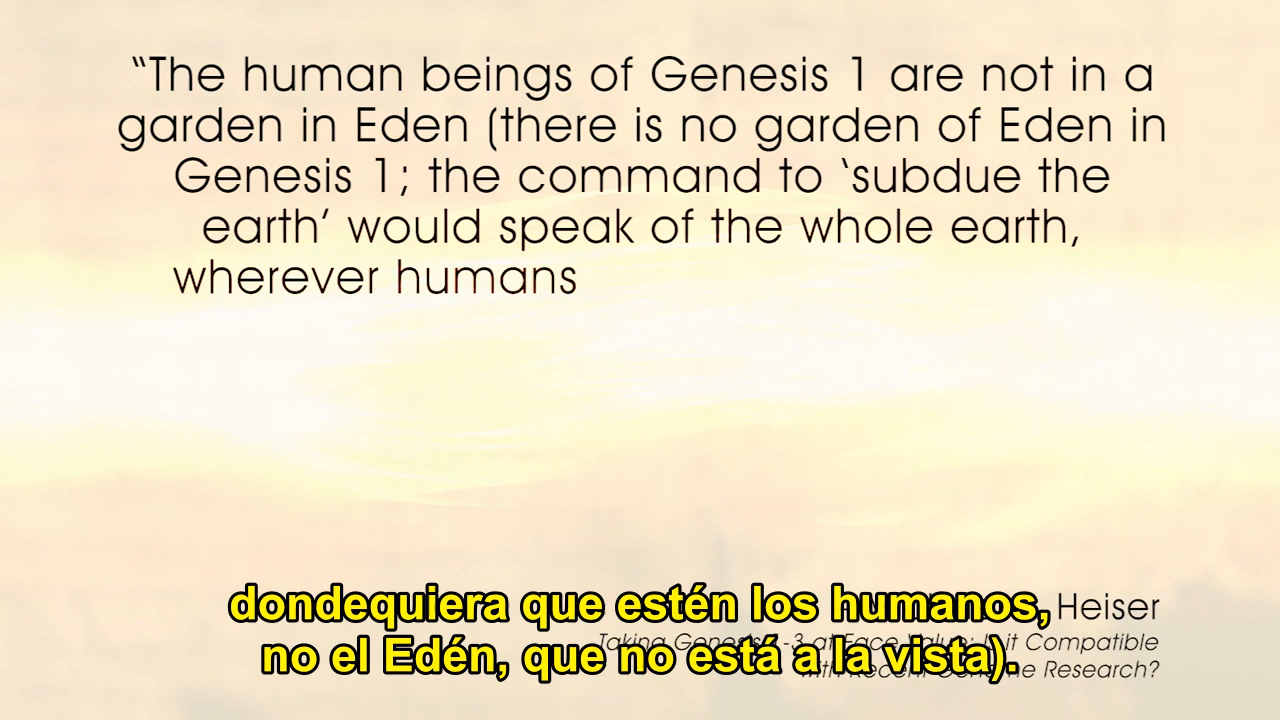 “The human beings of Genesis 1 are not in a
garden in Eden (there is no garden of Eden in
Genesis 1; the command to ‘subdue the
earth’ would speak of the whole earth,
wherever humans
Heiser
dondequiera que estén los humanos,
Taking Genesis -3 at Face Value: Is it Compatible
no el Edén, que no está a la vista).
Research?